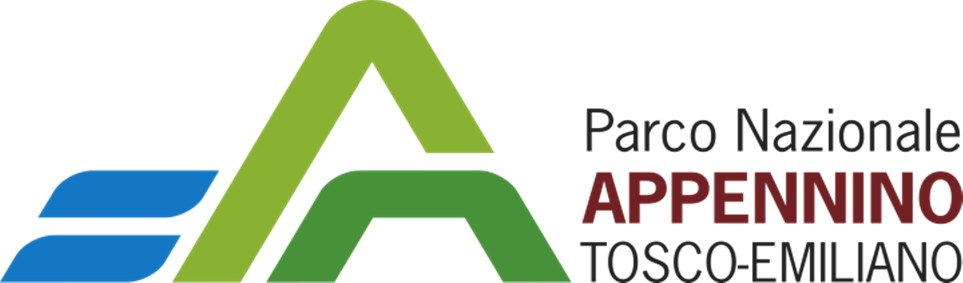 Parco Nazionale
APPENNINO
TOSCO-EMILIANO